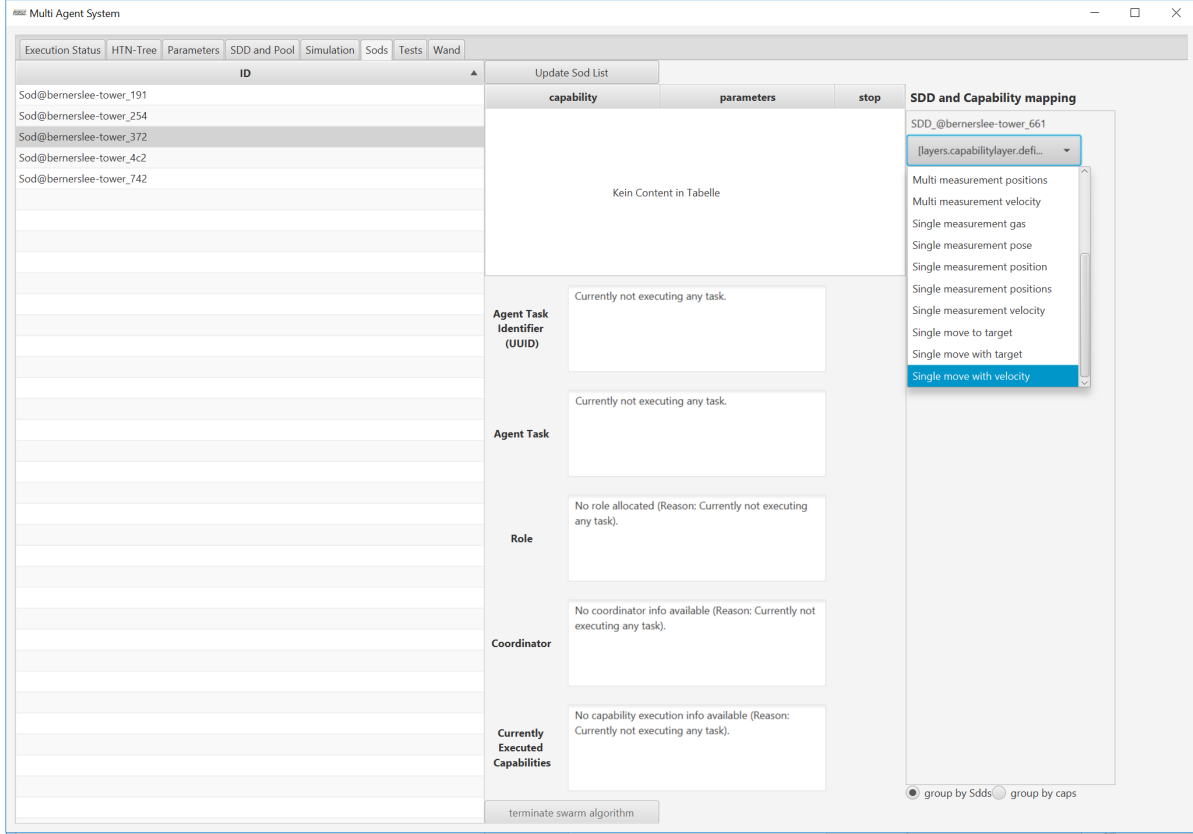 Multi Agent System
Execution Status HTN-Tree Parameters SDD and Pool Simulation Sods Tests Wand
ID
Sod@bernerslee-tower_191
Sod@bernerslee-tower_254
Sod@bernerslee-tower_372
Sod@bernerslee-tower_4c2
Sod@bernerslee-tower_742
Update Sod List
capability parameters stop
Kein Content in Tabelle
Agent Task
Identifier
(UUID)
Currently not executing any task.
Agent Task
Currently not executing any task.
Role
No role allocated (Reason: Currently not executing
any task).
Coordinator
No coordinator info available (Reason: Currently not
executing any task).
Currently
Executed
Capabilities
No capability execution info available (Reason:
Currently not executing any task).
terminate swarm algorithm
SDD and Capability mapping
SDD_@bernerslee-tower_661
[layers.capabilitylayer.defi...
Multi measurement positions
Multi measurement velocity
Single measurement gas
Single measurement pose
Single measurement position
Single measurement positions
Single measurement velocity
Single move to target
Single move with target
Single move with velocity
group by Sdds group by caps